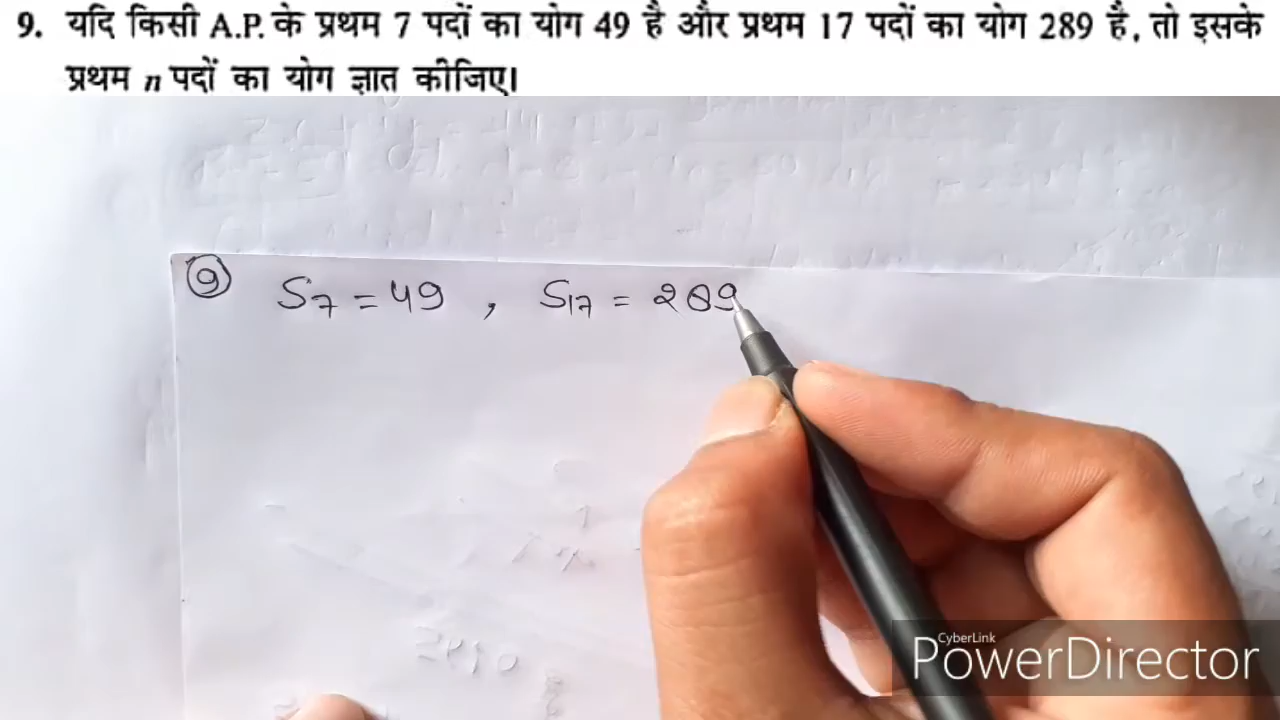 9. यदि किसी A.P. के प्रथम 7 पदों का योग 49 है और प्रथम 17 पदों का योग 289 है, तो इसके
प्रथम n पदों का योग ज्ञात कीजिए।
9 S₇ = 49 , S₁₇ = 289
CyberLink
PowerDirector